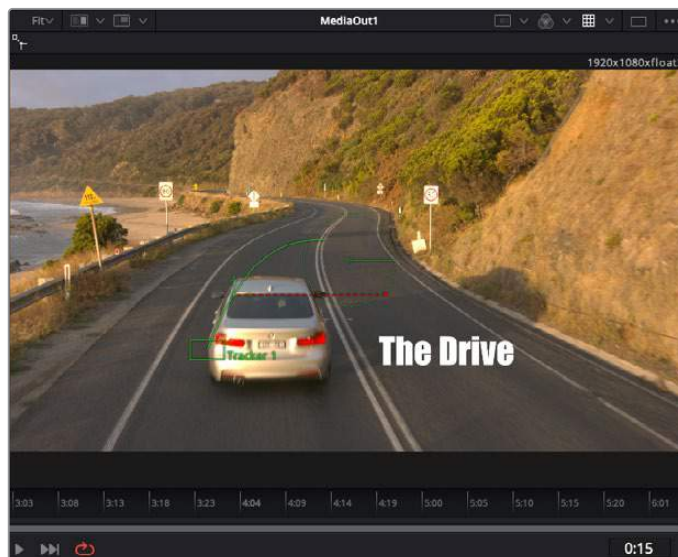 Fit
MediaOut1
1920x1080xfloat
Tracker 1
The Drive
3:03 3:08 3:13 3:18 3:23 4:04 4:09 4:14 4:19 5:00 5:05 5:10 5:15 5:20 6:01
0:15